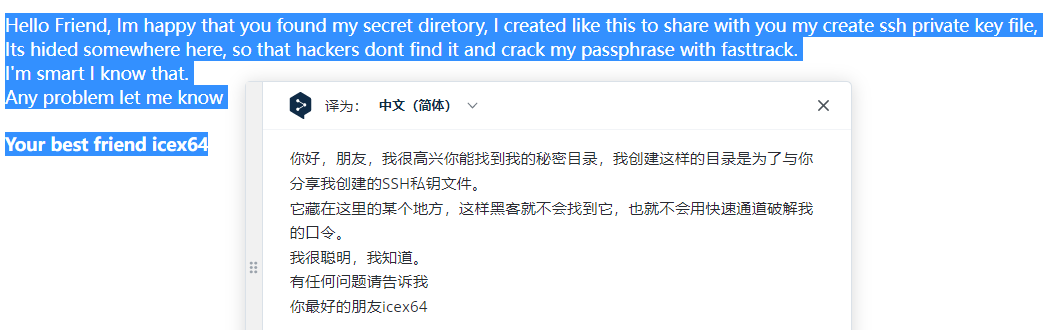 Hello Friend, Im happy that you found my secret diretory, I created like this to share with you my create ssh private key file,
Its hided somewhere here, so that hackers dont find it and crack my passphrase with fasttrack.
I'm smart I know that.
Any problem let me know
Your best friend icex64
译为： 中文（简体）
你好，朋友，我很高兴你能找到我的秘密目录，我创建这样的目录是为了与你
分享我创建的SSH私钥文件。
它藏在这里的某个地方，这样黑客就不会找到它，也就不会用快速通道破解我
的口令。
我很聪明，我知道。
有任何问题请告诉我
你最好的朋友icex64